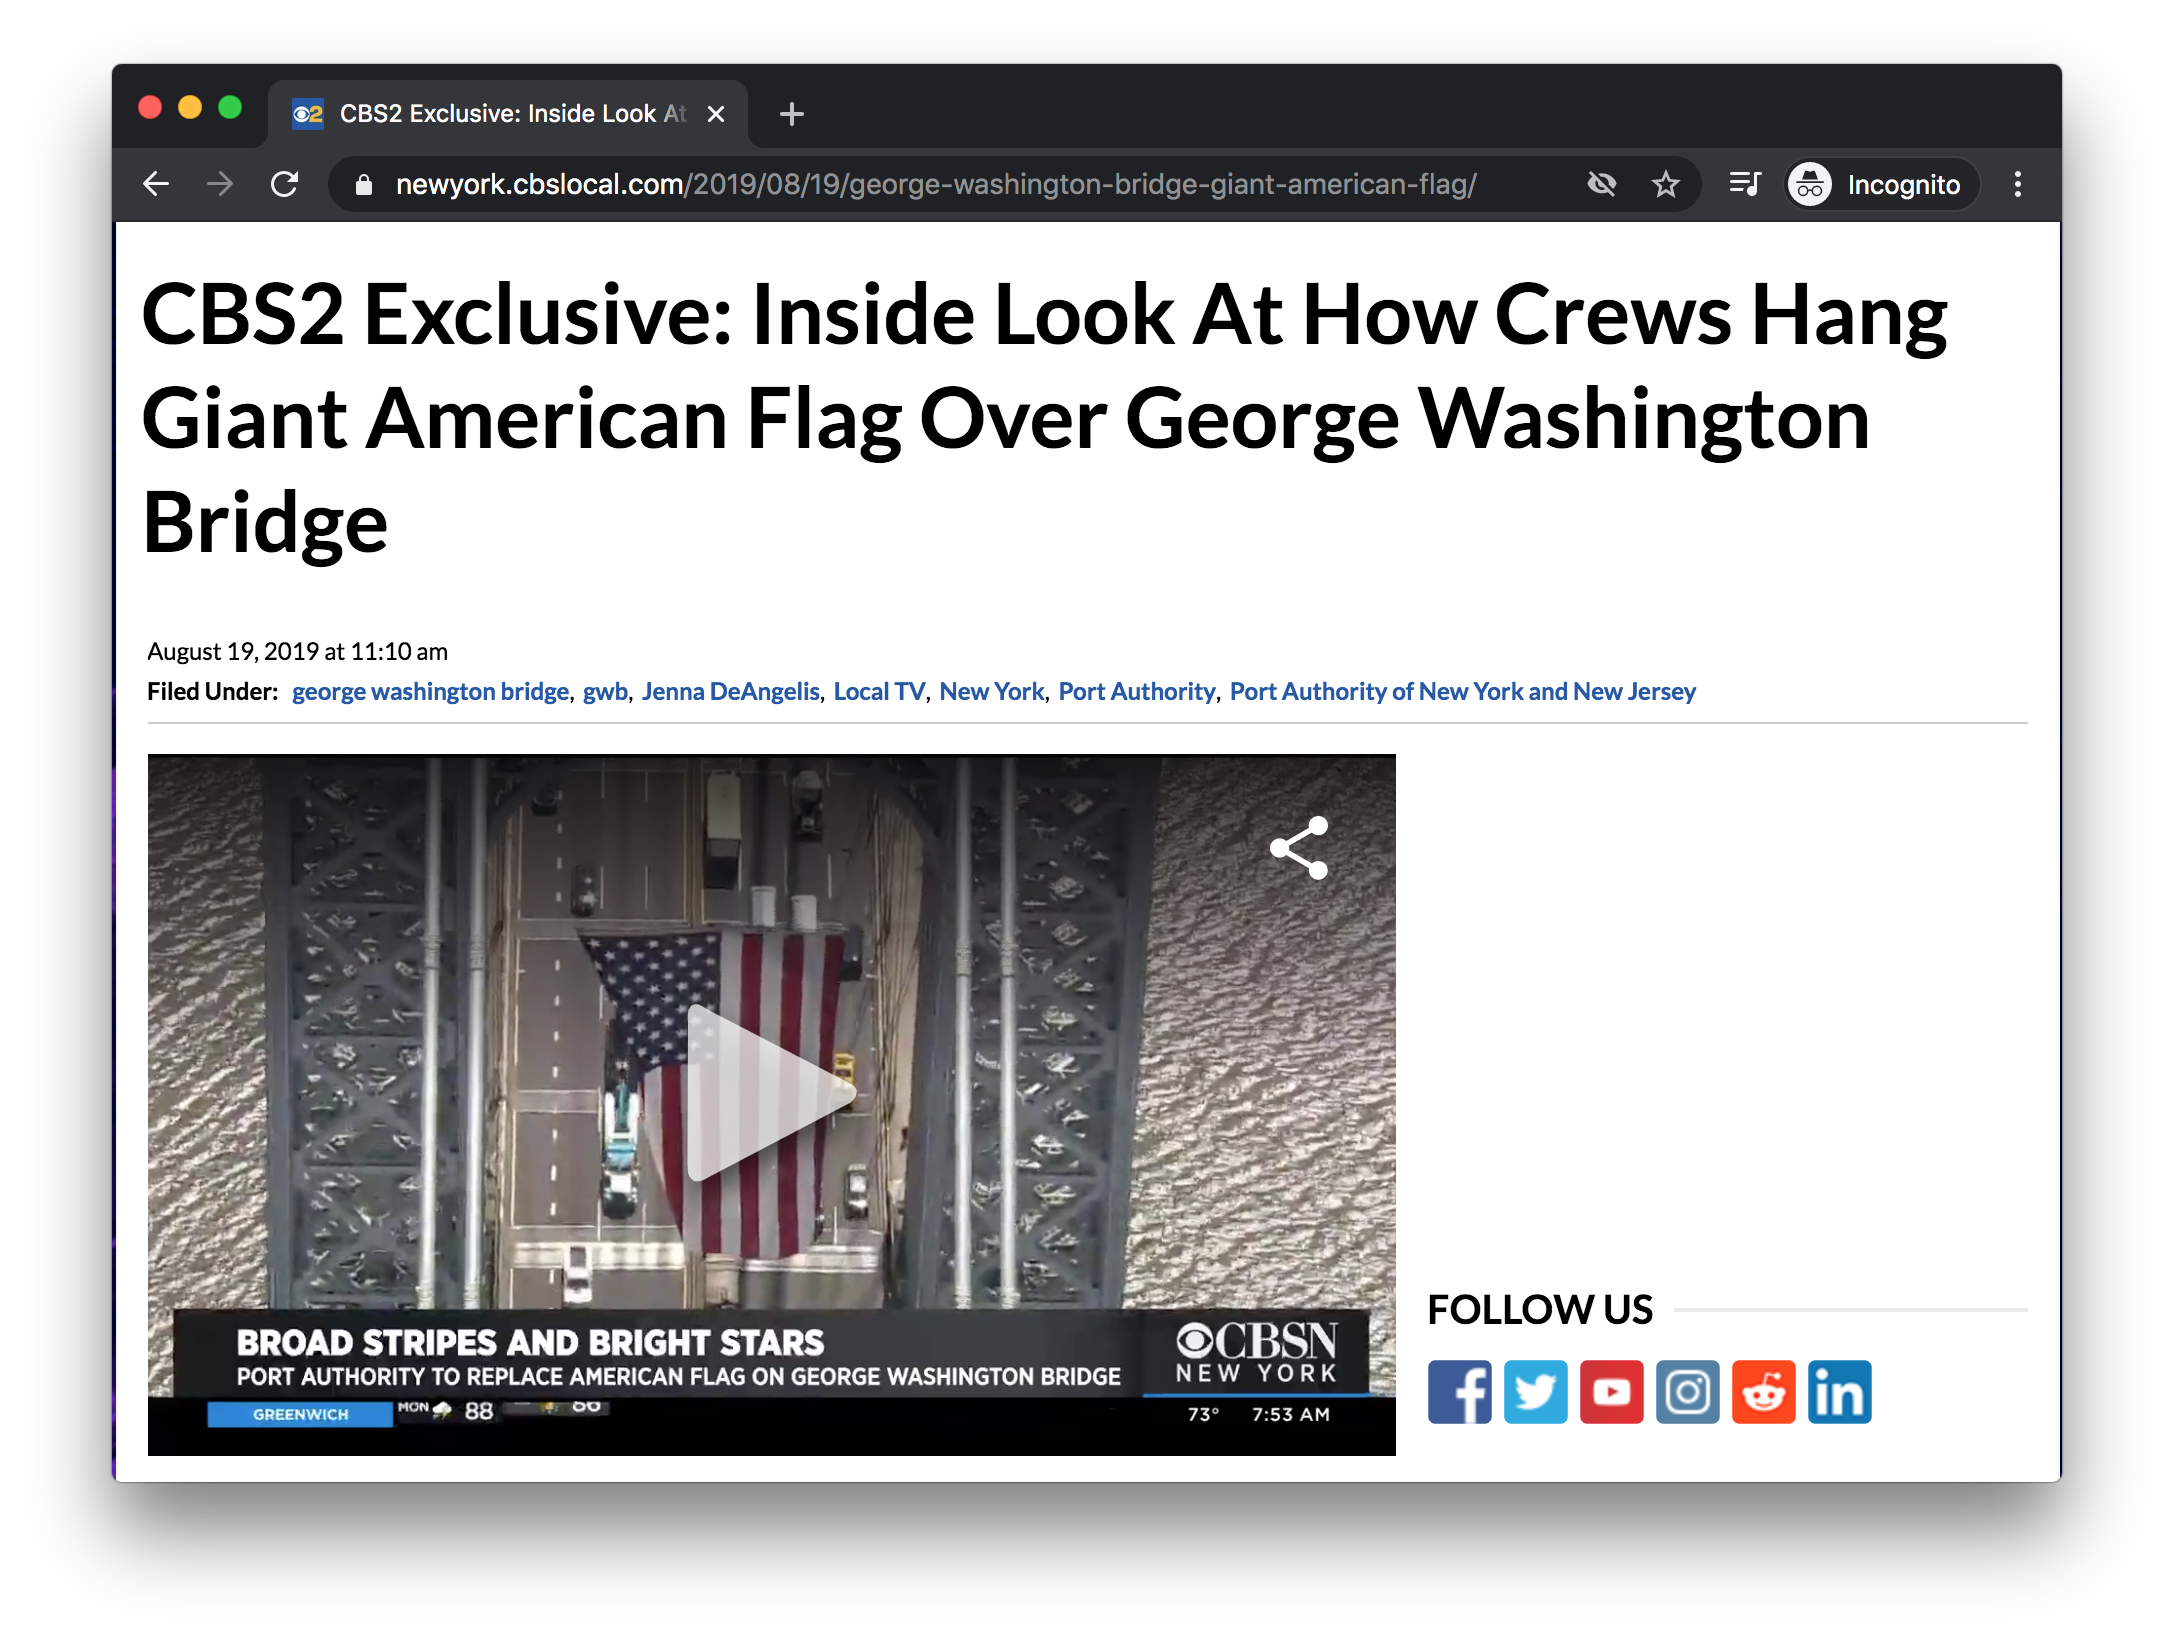 CBS2 Exclusive: Inside Look At
newyork.cbslocal.com/2019/08/19/george-washington-bridge-giant-american-flag/
Incognito
CBS2 Exclusive: Inside Look At How Crews Hang
Giant American Flag Over George Washington
Bridge
August 19, 2019 at 11:10 am
Filed Under: george washington bridge, gwb, Jenna DeAngelis, Local TV, New York, Port Authority, Port Authority of New York and New Jersey
BROAD STRIPES AND BRIGHT STARS
PORT AUTHORITY TO REPLACE AMERICAN FLAG ON GEORGE WASHINGTON BRIDGE
CBSN
NEW YORK
GREENWICH
MON 88
73° 7:53 AM
FOLLOW US